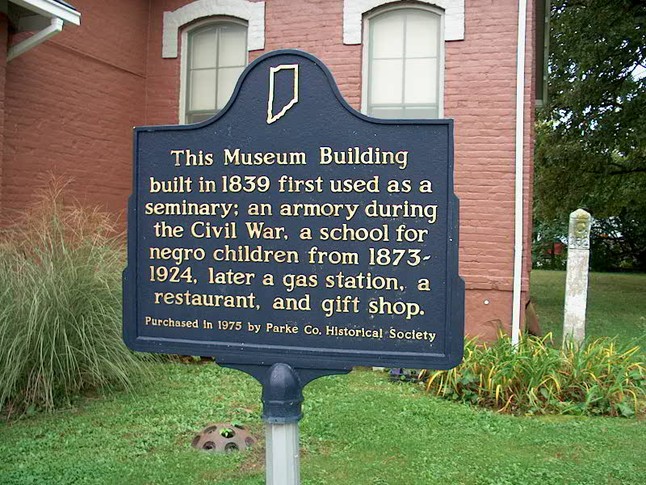 This Museum Building
built in 1839 first used as a
seminary; an armory during
the Civil War, a school for
negro children from 1873-
1924, later a gas station, a
restaurant, and gift shop.
Purchased in 1975 by Parke Co. Historical Society